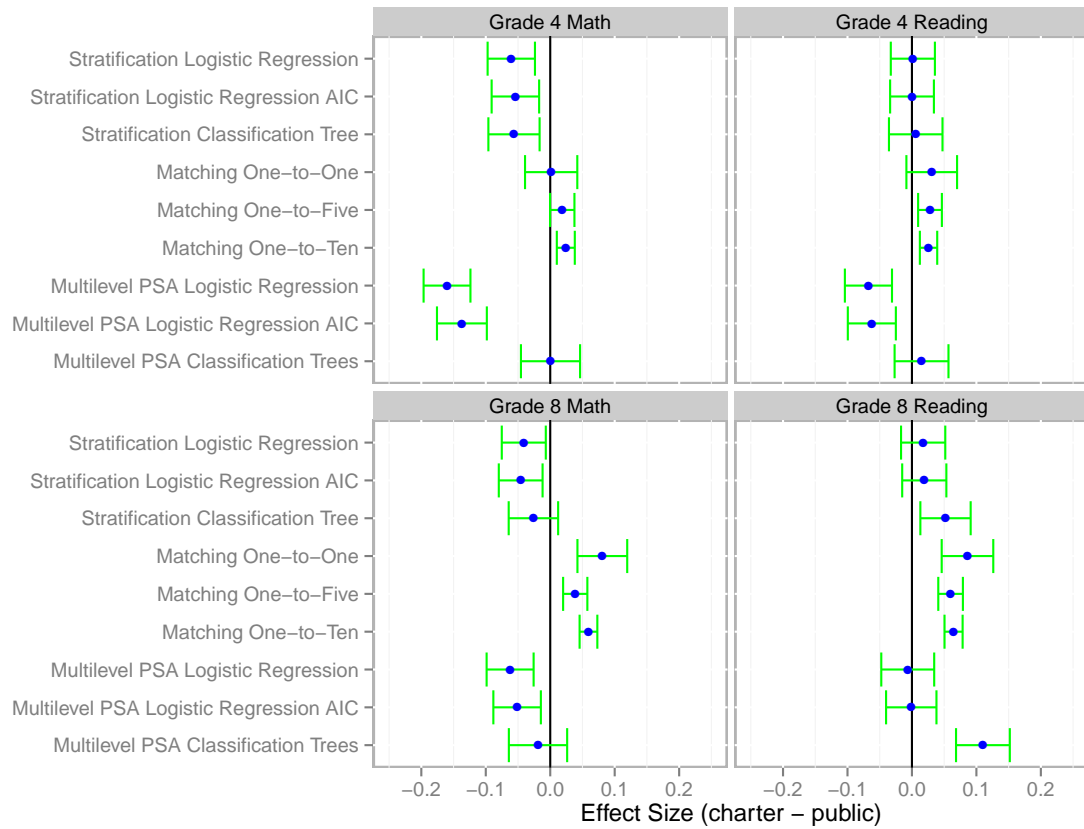 Grade 4 Math
Grade 4 Reading
Stratification Logistic Regression
Stratification Logistic Regression AIC
Stratification Classification Tree
Matching One−to−One
Matching One−to−Five
Matching One−to−Ten
Multilevel PSA Logistic Regression
Multilevel PSA Logistic Regression AIC
Multilevel PSA Classification Trees
Grade 8 Math
Grade 8 Reading
Stratification Logistic Regression
Stratification Logistic Regression AIC
Stratification Classification Tree
Matching One−to−One
Matching One−to−Five
Matching One−to−Ten
Multilevel PSA Logistic Regression
Multilevel PSA Logistic Regression AIC
Multilevel PSA Classification Trees
−0.2 −0.1 0.0 0.1 0.2
−0.2 −0.1 0.0 0.1 0.2
Effect Size (charter − public)